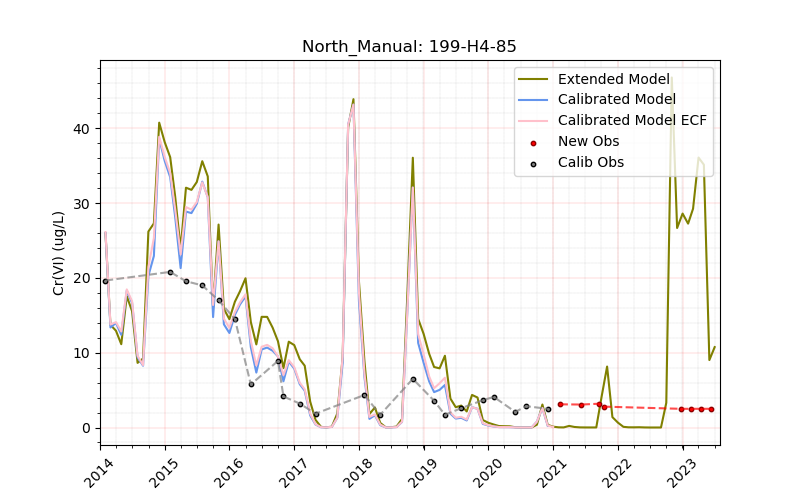 North_Manual: 199-H4-85
Extended Model
Calibrated Model
Calibrated Model ECF
New Obs
Calib Obs
Cr(VI) (ug/L)
40
30
20
10
0
2014
2015
2016
2017
2018
2019
2020
2021
2022
2023